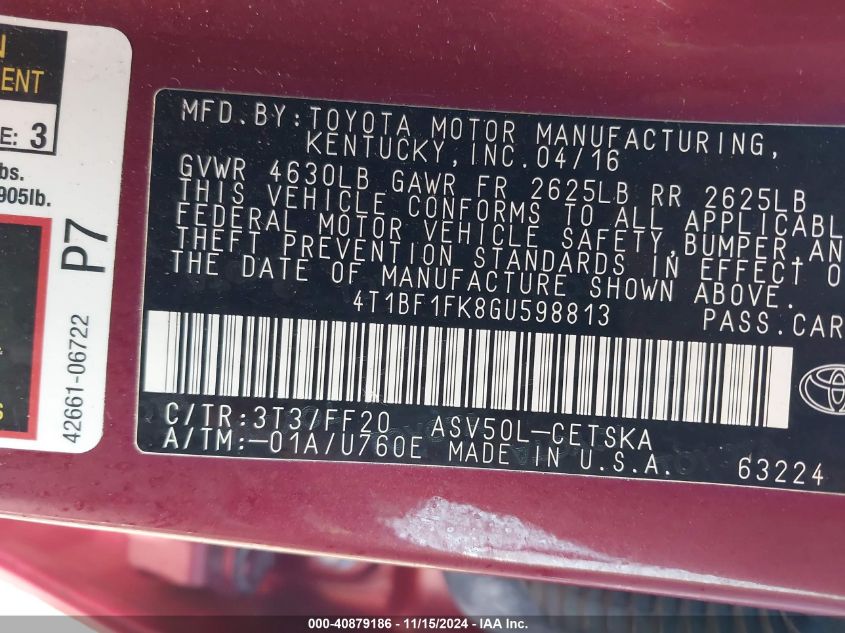 N
ENT
E: 3
bs.
905lb.
P7
42661-06722
S
MFD.BY:TOYOTA MOTOR MANUFACTURING,
KENTUCKY,INC.04/16
GVWR 4630LB GAWR FR 2625LB RR 2625LB
THIS VEHICLE CONFORMS TO ALL APPLICABL
FEDERAL MOTOR VEHICLE SAFETY,BUMPER,AN
THEFT PREVENTION STANDARDS IN EFFECT O
THE DATE OF MANUFACTURE SHOWN ABOVE.
4T1BF1FK8GU598813 PASS.CAR
C/TR:3T3/FF20 ASV50L-CETSKA
A/TM:-01A/U760E MADE IN U.S.A. 63224
000-40879186 - 11/15/2024 - IAA Inc.